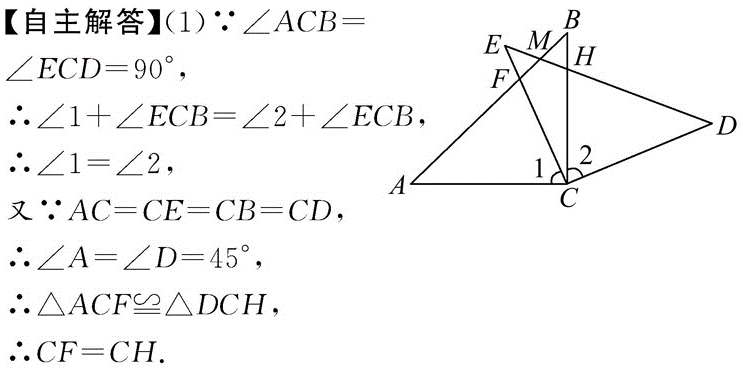 【自主解答】(1)∵∠ACB=
∠ECD=90°,
∴∠1+∠ECB=∠2+∠ECB,
∴∠1=∠2,
又∵AC=CE=CB=CD,
∴∠A=∠D=45°,
∴△ACF≌△DCH,
∴CF=CH.
B
E M H
F
D
1 2
A C